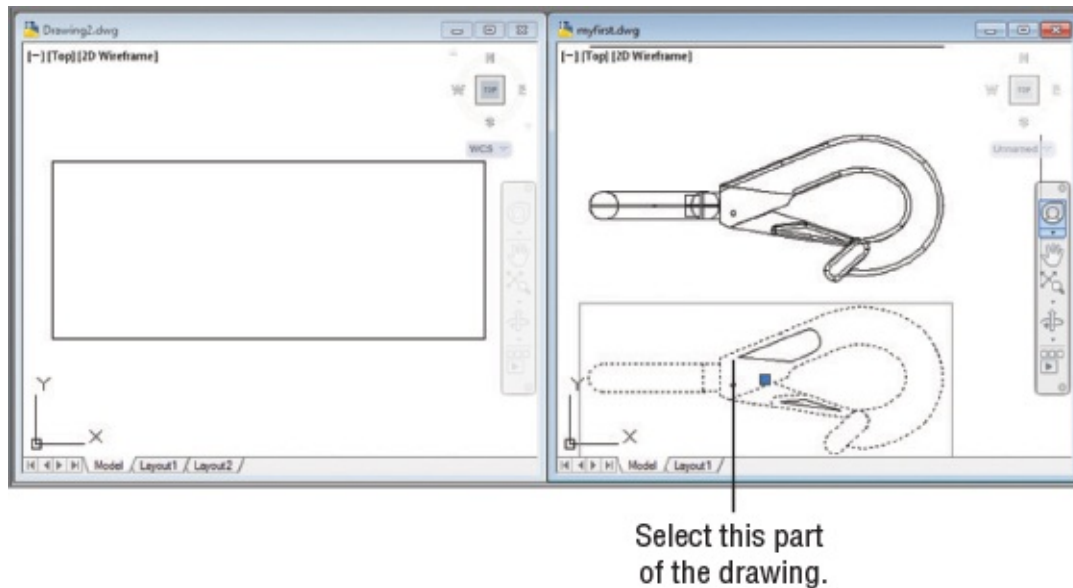 Drawing2.dwg
[−] [Top] [2D Wireframe]
N
W
TOP
E
S
WCS
Y
X
Model / Layout1 / Layout2 /
myfirst.dwg
[−] [Top] [2D Wireframe]
N
W
TOP
E
S
Unnamed
Y
X
Model / Layout1 /
Select this part
of the drawing.